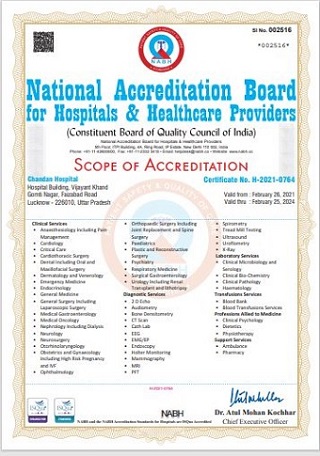 SI No. 002516
*002516*
NABH
National Accreditation Board
for Hospitals & Healthcare Providers
(Constituent Board of Quality Council of India)
National Accreditation Board for Hospitals & Healthcare Providers
SCOPE OF ACCREDITATION
Chandan Hospital
Certificate No. H-2021-0764
Hospital Building, Vijayant Khand
Gomti Nagar, Faizabad Road
Lucknow - 226010, Uttar Pradesh
Valid from : February 26, 2021
Valid thru : February 25, 2024
Clinical Services
• Anaesthesiology Including Pain
Management
• Cardiology
• Critical Care
• Cardiothoracic Surgery
• Dental Including Oral and
Maxillofacial Surgery
• Dermatology and Venereology
• Emergency Medicine
• Endocrinology
• General Medicine
• General Surgery Including
Laparoscopic Surgery
• Medical Gastroenterology
• Medical Oncology
• Nephrology Including Dialysis
• Neurology
• Neurosurgery
• Otorhinolaryngology
• Obstetrics and Gynaecology
Including High Risk Pregnancy
and IVF
• Ophthalmology
• Orthopaedic Surgery Including
Joint Replacement and Spine
Surgery
• Paediatrics
• Plastic and Reconstructive
Surgery
• Psychiatry
• Respiratory Medicine
• Surgical Gastroenterology
• Urology Including Renal
Transplant and lithotripsy
Diagnostic Services
• 2 D Echo
• Audiometry
• Bone Densitometry
• CT Scan
• Cath Lab
• EEG
• EMG/EP
• Endoscopy
• Holter Monitoring
• Mammography
• MRI
• PFT
• Spirometry
• Tread Mill Testing
• Ultrasound
• Uroflometry
• X-Ray
Laboratory Services
• Clinical Microbiology and
Serology
• Clinical Bio-Chemistry
• Clinical Pathology
• Haematology
Transfusions Services
• Blood Bank
• Blood Transfusions Services
Professions Allied to Medicine
• Clinical Psychology
• Dietetics
• Physiotherapy
Support Services
• Ambulance
• Pharmacy
H-2021-0764
NABH
NABH and the NABH Accreditation Standards for Hospitals are ISQua Accredited
Dr. Atul Mohan Kochhar
Chief Executive Officer